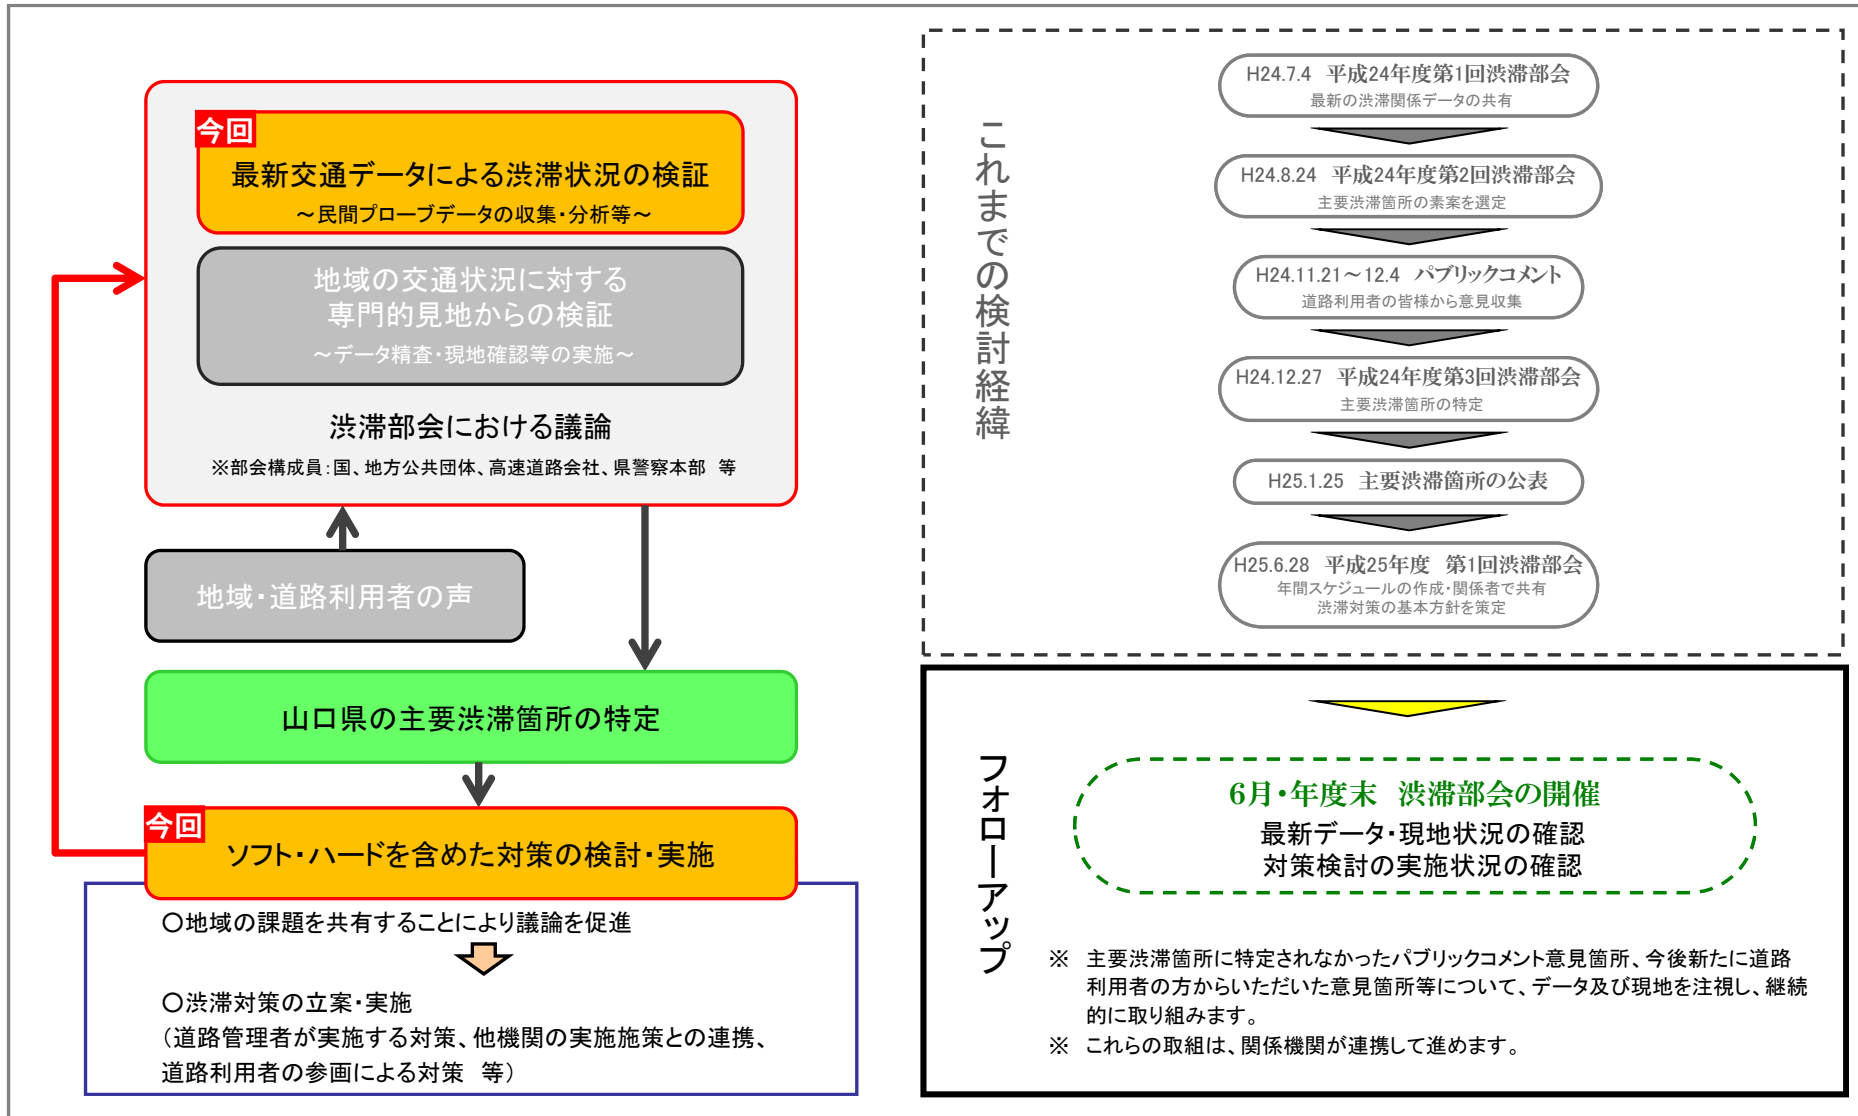 今回
最新交通データによる渋滞状況の検証
～民間プローブデータの収集・分析等～
地域の交通状況に対する
専門的見地からの検証
～データ精査・現地確認等の実施～
渋滞部会における議論
※部会構成員：国、地方公共団体、高速道路会社、県警察本部　等
地域・道路利用者の声
山口県の主要渋滞箇所の特定
今回
ソフト・ハードを含めた対策の検討・実施
○地域の課題を共有することにより議論を促進
○渋滞対策の立案・実施
（道路管理者が実施する対策、他機関の実施施策との連携、
道路利用者の参画による対策　等）
これまでの検討経緯
H24.7.4　平成24年度第1回渋滞部会
最新の渋滞関係データの共有
H24.8.24　平成24年度第2回渋滞部会
主要渋滞箇所の素案を選定
H24.11.21～12.4　パブリックコメント
道路利用者の皆様から意見収集
H24.12.27　平成24年度第3回渋滞部会
主要渋滞箇所の特定
H25.1.25　主要渋滞箇所の公表
H25.6.28　平成25年度　第1回渋滞部会
年間スケジュールの作成・関係者で共有
渋滞対策の基本方針を策定
フォローアップ
6月・年度末　渋滞部会の開催
最新データ・現地状況の確認
対策検討の実施状況の確認
※　主要渋滞箇所に特定されなかったパブリックコメント意見箇所、今後新たに道路
利用者の方からいただいた意見箇所等について、データ及び現地を注視し、継続
的に取り組みます。
※　これらの取組は、関係機関が連携して進めます。